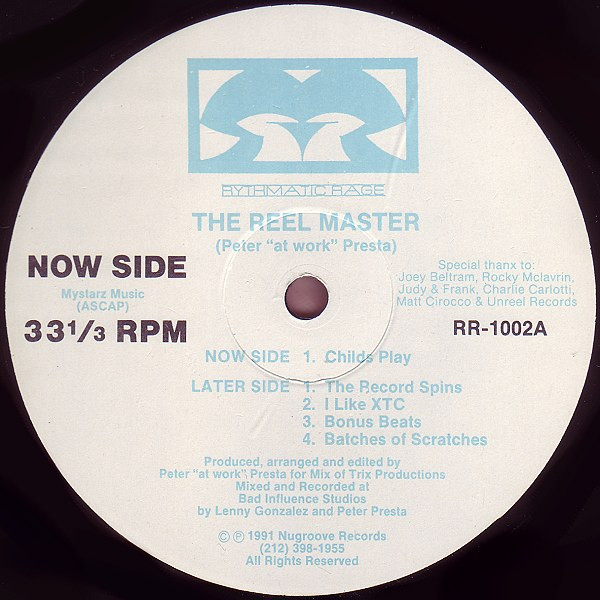 RYTHMATIC RAGE
THE REEL MASTER
(Peter "at work" Presta)
NOW SIDE
Mystarz Music
(ASCAP)
33 1/3 RPM
Special thanx to:
Joey Beltram, Rocky Mclavrin,
Judy & Frank, Charlie Carlotti,
Matt Cirocco & Unreel Records
RR-1002A
NOW SIDE 1. Childs Play
LATER SIDE 1. The Record Spins
2. I Like XTC
3. Bonus Beats
4. Batches of Scratches
Produced, arranged and edited by
Peter "at work" Presta for Mix of Trix Productions
Mixed and Recorded at
Bad Influence Studios
by Lenny Gonzalez and Peter Presta
© ℗ 1991 Nugroove Records
(212) 398-1955
All Rights Reserved